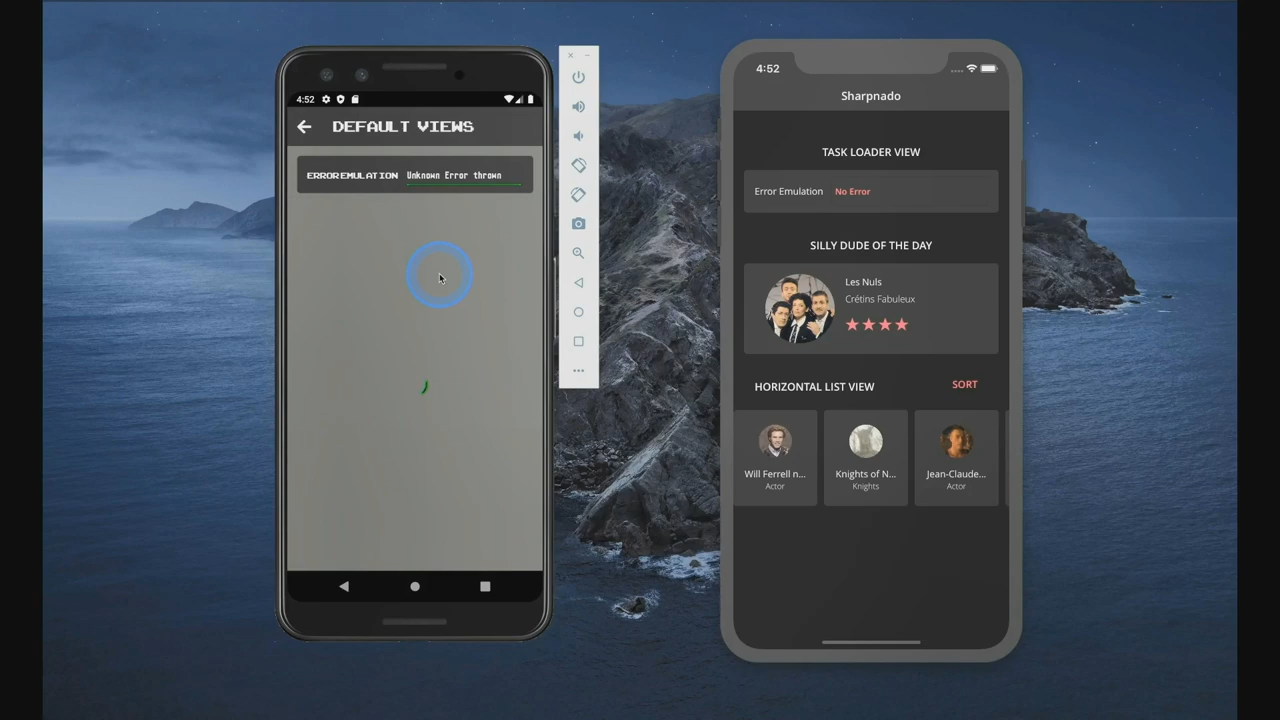 4:52
DEFAULT VIEWS
ERROREMULATION Unknown Error thrown
4:52
Sharpnado
TASK LOADER VIEW
Error Emulation No Error
SILLY DUDE OF THE DAY
Les Nuls
Crétins Fabuleux
HORIZONTAL LIST VIEW SORT
Will Ferrell n... Knights of N... Jean-Claude...
Actor Knights Actor